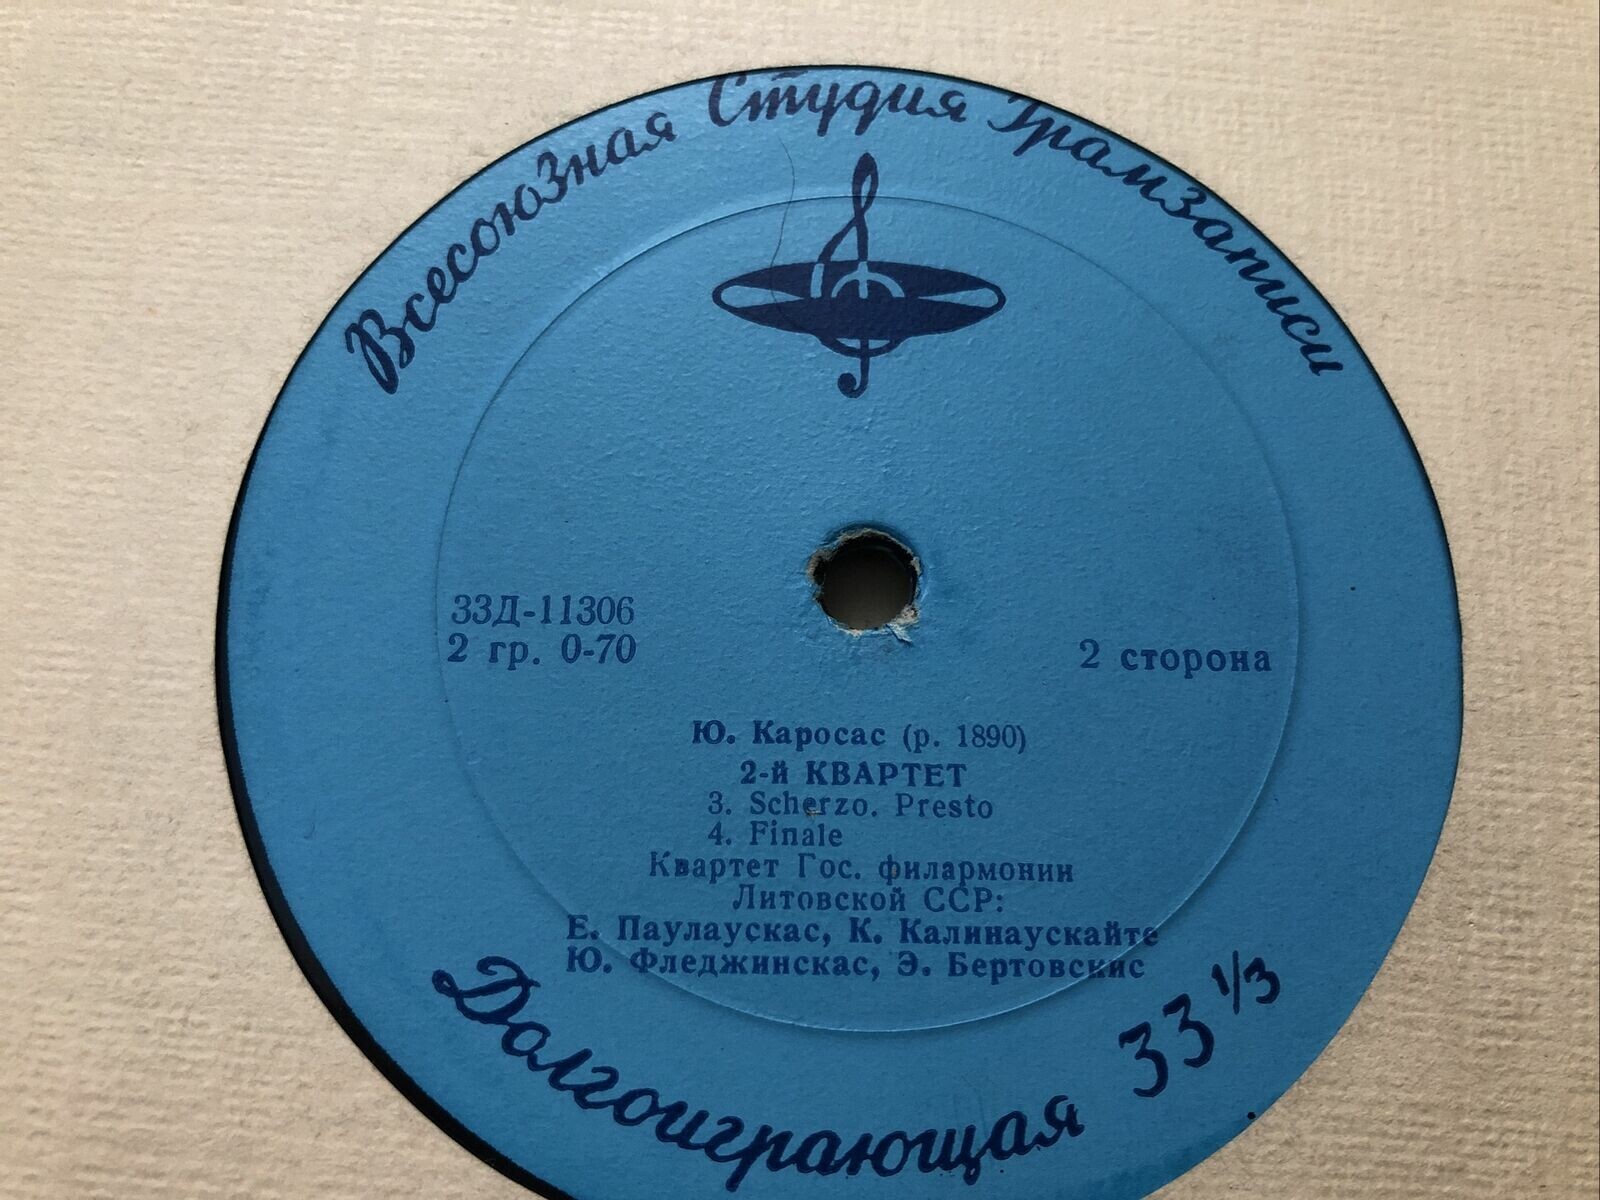 Всесоюзная Студия Грамзаписи
33Д-11306
2 гр. 0-70
2 сторона
Ю. Каросас (р. 1890)
2-й КВАРТЕТ
3. Scherzo. Presto
4. Finale
Квартет Гос. филармонии
Литовской ССР:
Е. Паулаускас, К. Калинаускайте
Ю. Фледжинскас, Э. Бертовскис
Долгоиграющая 33 1/3